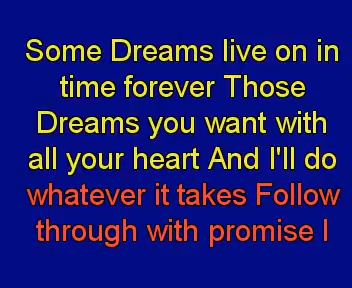 Some Dreams live on in
time forever Those
Dreams you want with
all your heart And I'll do
whatever it takes Follow
through with promise I